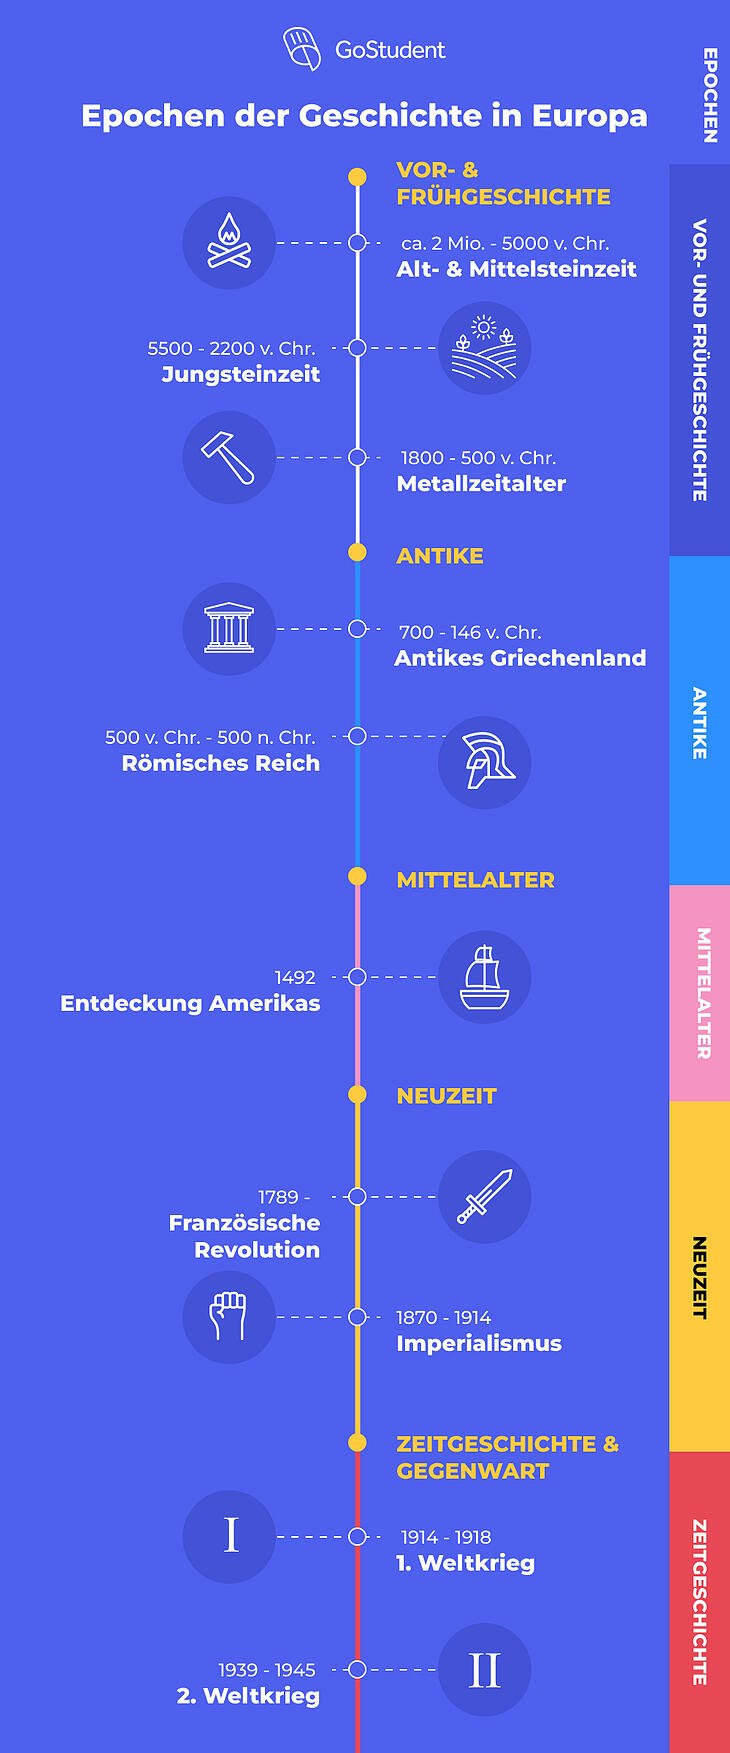 GoStudent
Epochen der Geschichte in Europa
EPOCHEN
VOR- &
FRÜHGESCHICHTE
ca. 2 Mio. - 5000 v. Chr.
Alt- & Mittelsteinzeit
5500 - 2200 v. Chr.
Jungsteinzeit
1800 - 500 v. Chr.
Metallzeitalter
VOR- UND FRÜHGESCHICHTE
ANTIKE
700 - 146 v. Chr.
Antikes Griechenland
500 v. Chr. - 500 n. Chr.
Römisches Reich
ANTIKE
MITTELALTER
1492
Entdeckung Amerikas
MITTELALTER
NEUZEIT
1789 -
Französische
Revolution
1870 - 1914
Imperialismus
NEUZEIT
ZEITGESCHICHTE &
GEGENWART
I
1914 - 1918
1. Weltkrieg
1939 - 1945
2. Weltkrieg
II
ZEITGESCHICHTE